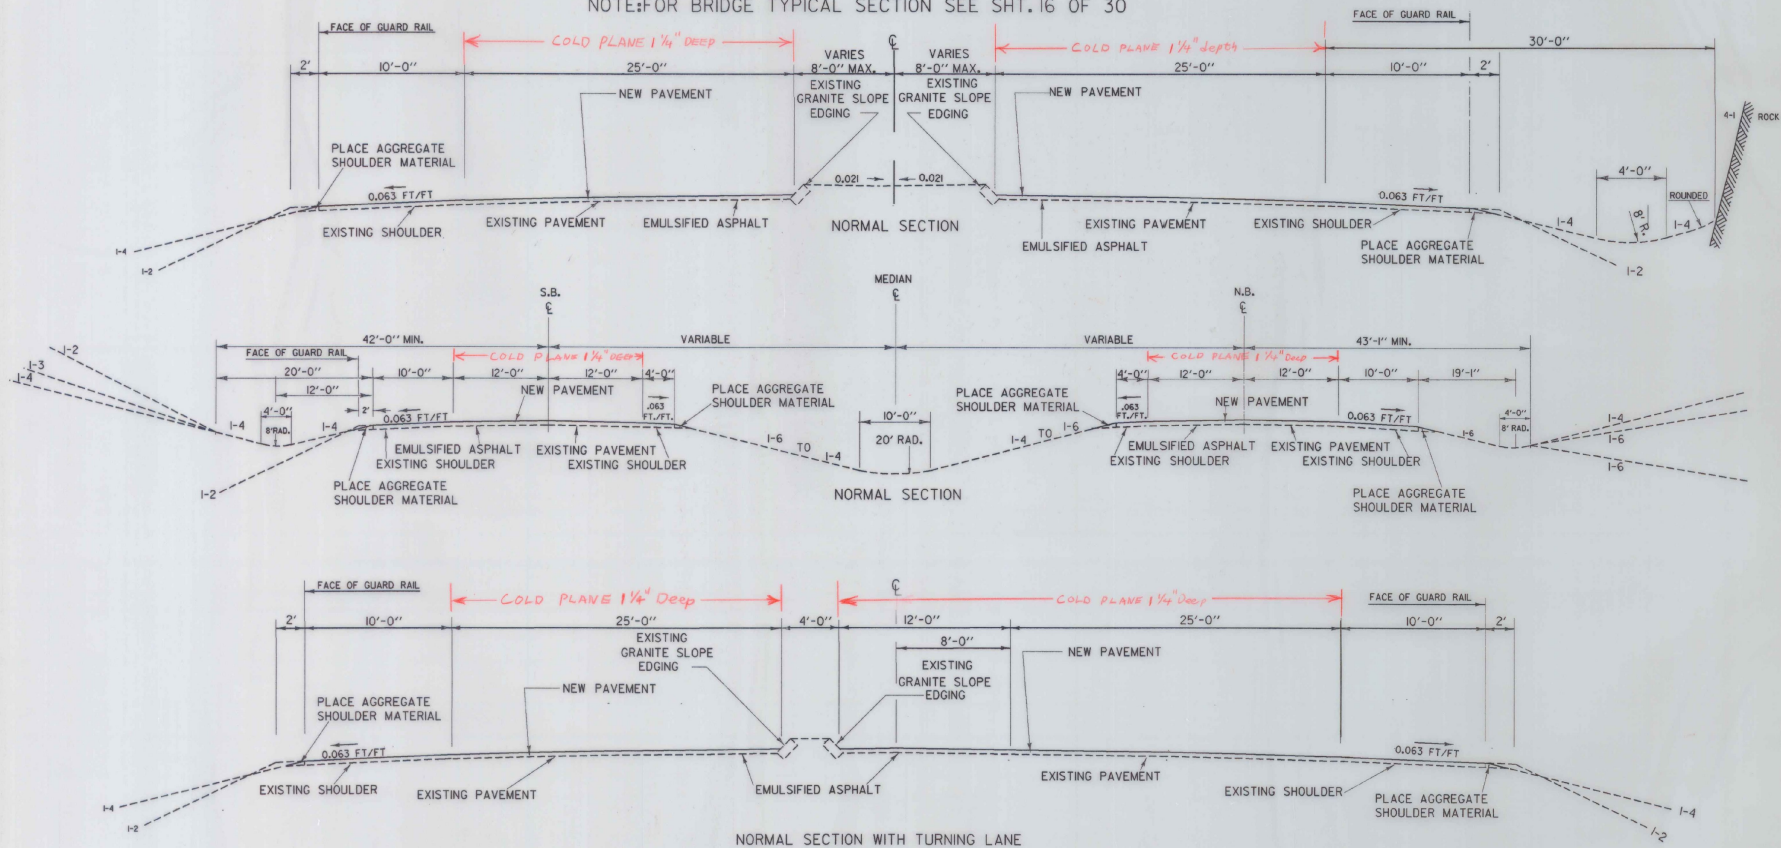 NOTE:FOR BRIDGE TYPICAL SECTION SEE SHT.16 OF 30
FACE OF GUARD RAIL
COLD PLANE 1¼" DEEP
℄
COLD PLANE 1¼" depth
FACE OF GUARD RAIL
30'-0''
2'
10'-0''
25'-0''
VARIES
8'-0'' MAX.
VARIES
8'-0'' MAX.
25'-0''
10'-0''
2'
NEW PAVEMENT
EXISTING
GRANITE SLOPE
EDGING
EXISTING
GRANITE SLOPE
EDGING
NEW PAVEMENT
4-1
ROCK
PLACE AGGREGATE
SHOULDER MATERIAL
0.063 FT/FT
0.021
0.021
0.063 FT/FT
4'-0''
ROUNDED
EXISTING SHOULDER
EXISTING PAVEMENT
EMULSIFIED ASPHALT
NORMAL SECTION
EMULSIFIED ASPHALT
EXISTING PAVEMENT
EXISTING SHOULDER
PLACE AGGREGATE
SHOULDER MATERIAL
1-4
8'R.
1-4
1-4
1-2
1-2
S.B.
℄
MEDIAN
℄
N.B.
℄
42'-0'' MIN.
VARIABLE
VARIABLE
43'-1'' MIN.
1-2
1-3
1-4
FACE OF GUARD RAIL
COLD PLANE 1¼" DEEP
COLD PLANE 1¼" Deep
20'-0''
10'-0''
12'-0''
12'-0''
4'-0''
4'-0''
12'-0''
12'-0''
10'-0''
19'-1''
12'-0''
NEW PAVEMENT
PLACE AGGREGATE
SHOULDER MATERIAL
PLACE AGGREGATE
SHOULDER MATERIAL
NEW PAVEMENT
4'-0''
8'RAD.
2'
0.063 FT/FT
.063
FT./FT.
10'-0''
20' RAD.
.063
FT./FT.
0.063 FT/FT
4'-0''
8' RAD.
1-4
1-4
1-6
TO
1-4
1-4
TO
1-6
1-6
1-4
1-6
1-6
EMULSIFIED ASPHALT
EXISTING SHOULDER
EXISTING PAVEMENT
EXISTING SHOULDER
EMULSIFIED ASPHALT
EXISTING SHOULDER
EXISTING PAVEMENT
EXISTING SHOULDER
1-2
PLACE AGGREGATE
SHOULDER MATERIAL
NORMAL SECTION
PLACE AGGREGATE
SHOULDER MATERIAL
FACE OF GUARD RAIL
COLD PLANE 1¼" Deep
℄
COLD PLANE 1¼" Deep
FACE OF GUARD RAIL
2'
10'-0''
25'-0''
4'-0''
12'-0''
25'-0''
10'-0''
2'
EXISTING
GRANITE SLOPE
EDGING
8'-0''
EXISTING
GRANITE SLOPE
EDGING
NEW PAVEMENT
NEW PAVEMENT
PLACE AGGREGATE
SHOULDER MATERIAL
0.063 FT/FT
0.063 FT/FT
EXISTING SHOULDER
EXISTING PAVEMENT
EMULSIFIED ASPHALT
EXISTING PAVEMENT
EXISTING SHOULDER
PLACE AGGREGATE
SHOULDER MATERIAL
1-4
1-2
1-4
1-2
NORMAL SECTION WITH TURNING LANE